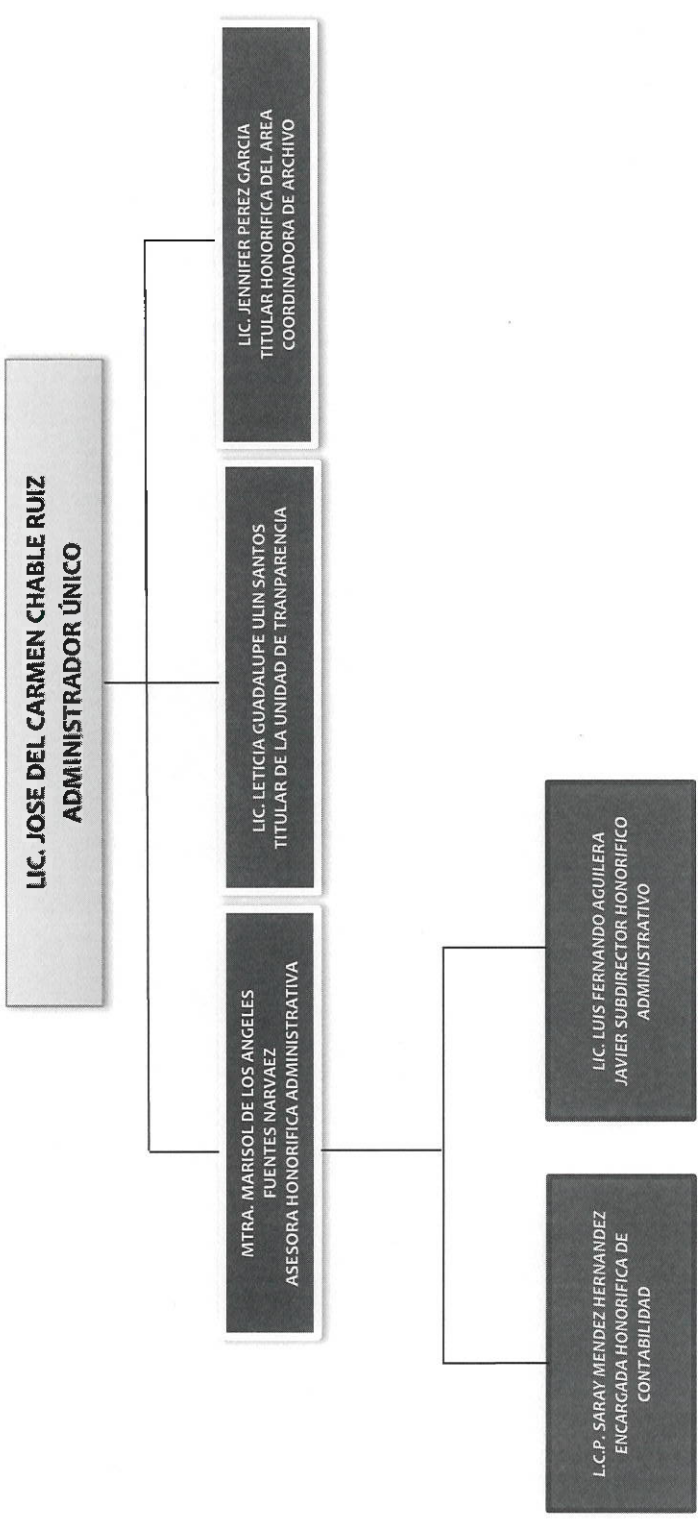 LIC. JOSE DEL CARMEN CHABLE RUIZ
ADMINISTRADOR ÚNICO
MTRA. MARISOL DE LOS ANGELES
FUENTES NARVAEZ
ASESORA HONORIFICA ADMINISTRATIVA
LIC. LETICIA GUADALUPE ULIN SANTOS
TITULAR DE LA UNIDAD DE TRANPARENCIA
LIC. JENNIFER PEREZ GARCIA
TITULAR HONORIFICA DEL AREA
COORDINADORA DE ARCHIVO
L.C.P. SARAY MENDEZ HERNANDEZ
ENCARGADA HONORIFICA DE
CONTABILIDAD
LIC. LUIS FERNANDO AGUILERA
JAVIER SUBDIRECTOR HONORIFICO
ADMINISTRATIVO